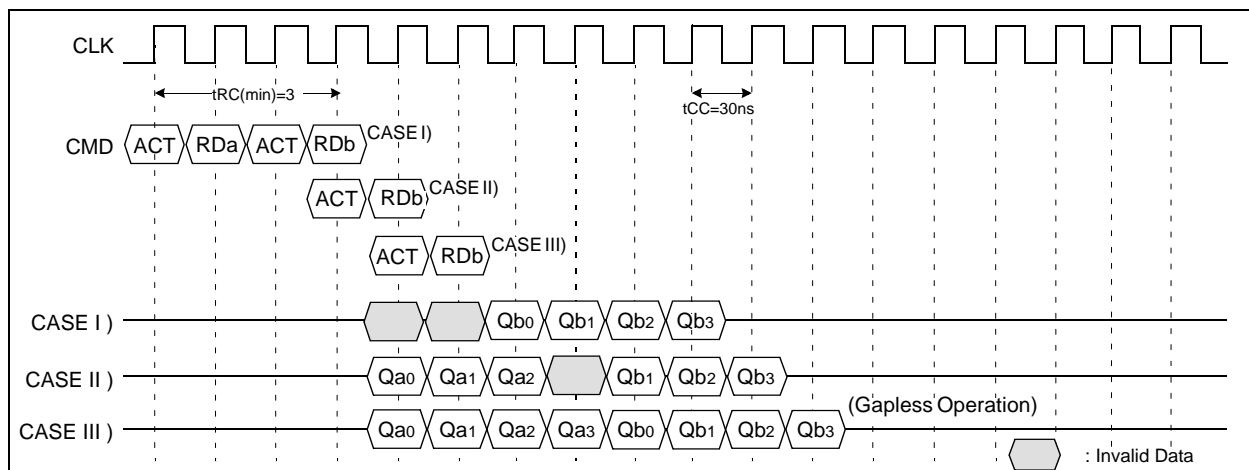 CLK
tRC(min)=3
tCC=30ns
CMD ACT RDa ACT RDb CASE I)
ACT RDb CASE II)
ACT RDb CASE III)
CASE I ) Qb0 Qb1 Qb2 Qb3
CASE II ) Qa0 Qa1 Qa2 Qb1 Qb2 Qb3
(Gapless Operation)
CASE III ) Qa0 Qa1 Qa2 Qa3 Qb0 Qb1 Qb2 Qb3
: Invalid Data